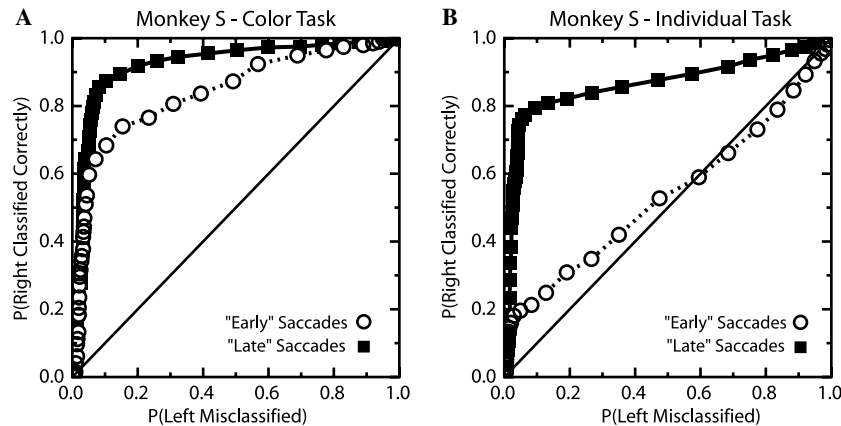 A
Monkey S - Color Task
P(Right Classified Correctly)
1.0
0.8
0.6
0.4
0.2
0.0
"Early" Saccades
"Late" Saccades
0.0 0.2 0.4 0.6 0.8 1.0
P(Left Misclassified)
B
Monkey S - Individual Task
P(Right Classified Correctly)
1.0
0.8
0.6
0.4
0.2
0.0
"Early" Saccades
"Late" Saccades
0.0 0.2 0.4 0.6 0.8 1.0
P(Left Misclassified)